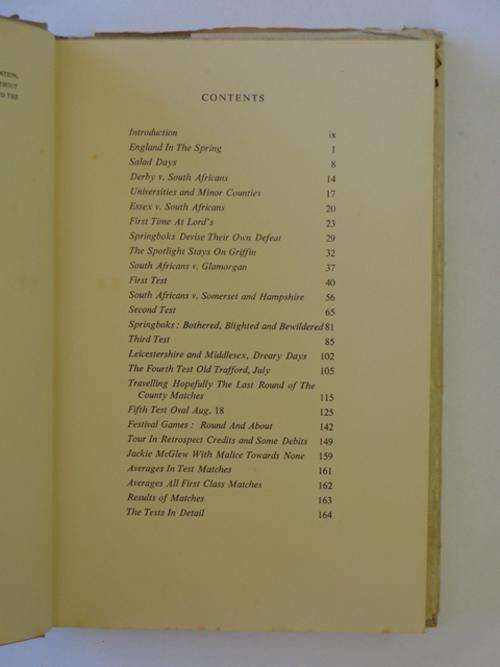 ATION,
THOUT
TO THE
CONTENTS
Introduction ix
England In The Spring 1
Salad Days 8
Derby v. South Africans 14
Universities and Minor Counties 17
Essex v. South Africans 20
First Time At Lord's 23
Springboks Devise Their Own Defeat 29
The Spotlight Stays On Griffin 32
South Africans v. Glamorgan 37
First Test 40
South Africans v. Somerset and Hampshire 56
Second Test 65
Springboks : Bothered, Blighted and Bewildered 81
Third Test 85
Leicestershire and Middlesex, Dreary Days 102
The Fourth Test Old Trafford, July 105
Travelling Hopefully The Last Round of The
County Matches 115
Fifth Test Oval Aug. 18 125
Festival Games : Round And About 142
Tour In Retrospect Credits and Some Debits 149
Jackie McGlew With Malice Towards None 159
Averages In Test Matches 161
Averages All First Class Matches 162
Results of Matches 163
The Tests In Detail 164